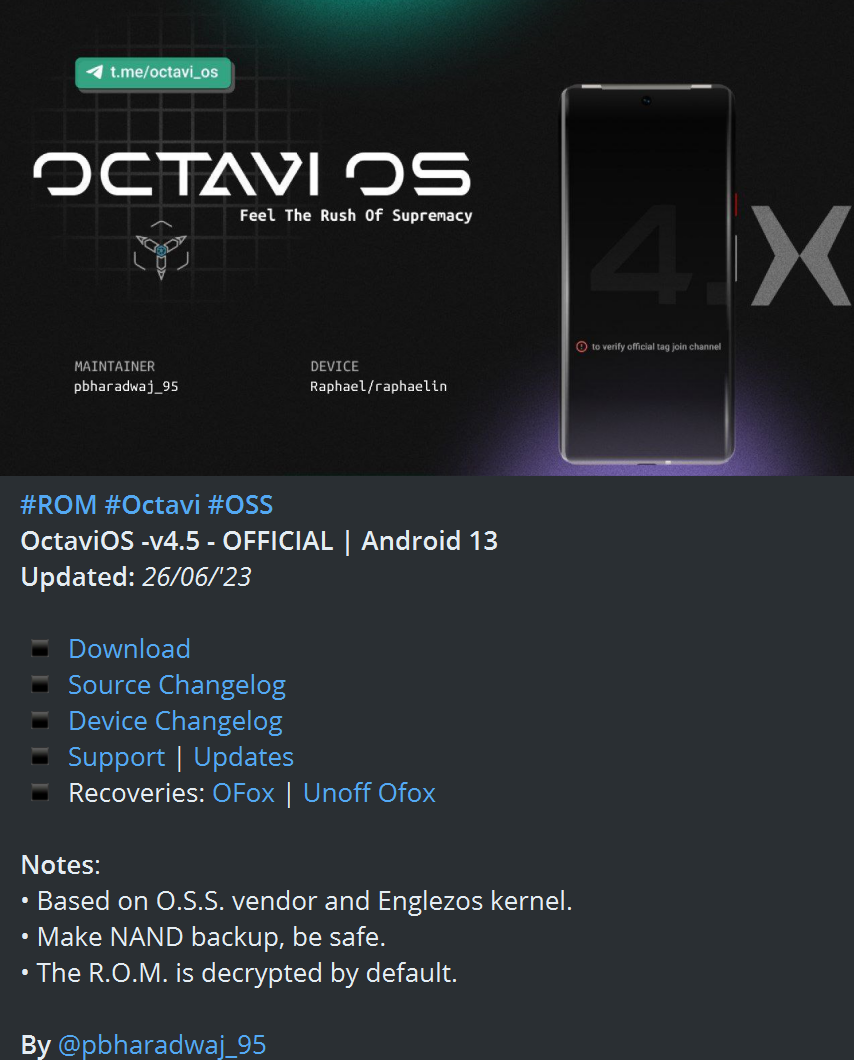 t.me/octavi_os
OCTAVI OS
Feel The Rush Of Supremacy
4.X
to verify official tag join channel
MAINTAINER
pbharadwaj_95
DEVICE
Raphael/raphaelin
#ROM #Octavi #OSS
OctaviOS -v4.5 - OFFICIAL | Android 13
Updated: 26/06/'23
Download
Source Changelog
Device Changelog
Support | Updates
Recoveries: OFox | Unoff Ofox
Notes:
• Based on O.S.S. vendor and Englezos kernel.
• Make NAND backup, be safe.
• The R.O.M. is decrypted by default.
By @pbharadwaj_95